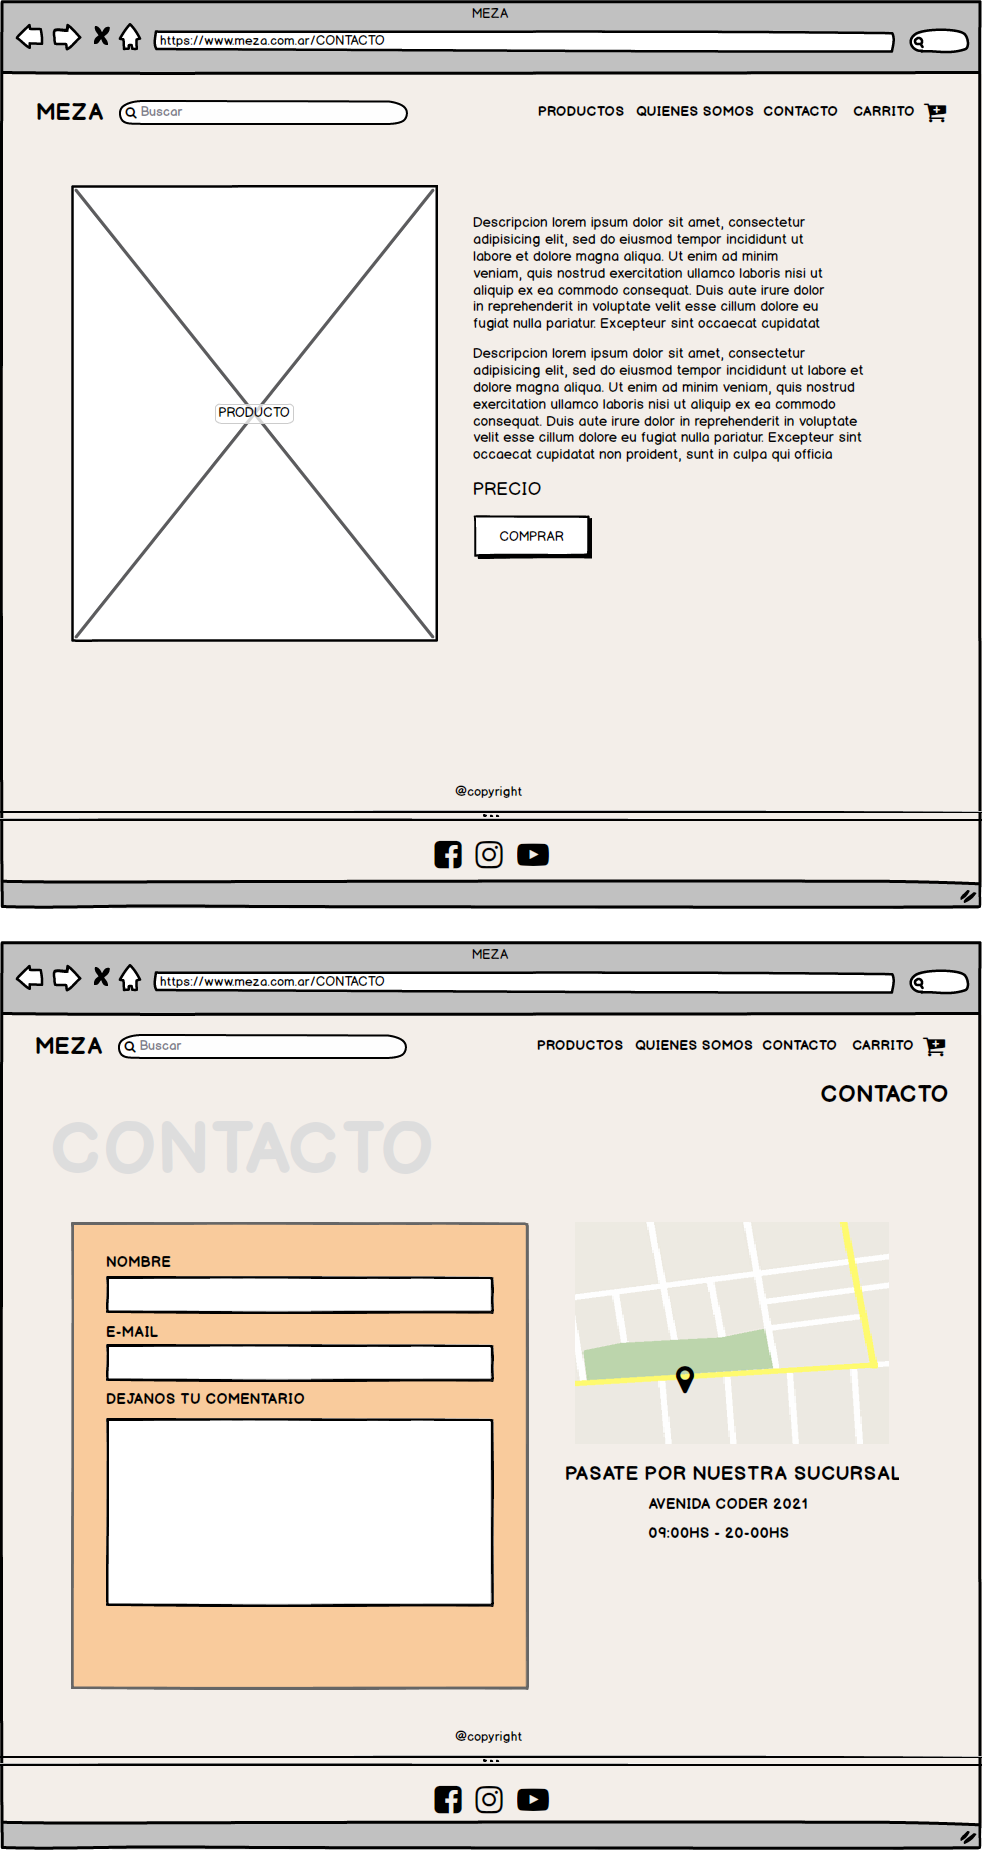 MEZA
https://www.meza.com.ar/CONTACTO
MEZA
Buscar
PRODUCTOS QUIENES SOMOS CONTACTO CARRITO
Descripcion lorem ipsum dolor sit amet, consectetur
adipisicing elit, sed do eiusmod tempor incididunt ut
labore et dolore magna aliqua. Ut enim ad minim
veniam, quis nostrud exercitation ullamco laboris nisi ut
aliquip ex ea commodo consequat. Duis aute irure dolor
in reprehenderit in voluptate velit esse cillum dolore eu
fugiat nulla pariatur. Excepteur sint occaecat cupidatat
Descripcion lorem ipsum dolor sit amet, consectetur
adipisicing elit, sed do eiusmod tempor incididunt ut labore et
dolore magna aliqua. Ut enim ad minim veniam, quis nostrud
exercitation ullamco laboris nisi ut aliquip ex ea commodo
consequat. Duis aute irure dolor in reprehenderit in voluptate
velit esse cillum dolore eu fugiat nulla pariatur. Excepteur sint
occaecat cupidatat non proident, sunt in culpa qui officia
PRODUCTO
PRECIO
COMPRAR
@copyright
MEZA
https://www.meza.com.ar/CONTACTO
MEZA
Buscar
PRODUCTOS QUIENES SOMOS CONTACTO CARRITO
CONTACTO
CONTACTO
NOMBRE
E-MAIL
DEJANOS TU COMENTARIO
PASATE POR NUESTRA SUCURSAL
AVENIDA CODER 2021
09:00HS - 20-00HS
@copyright